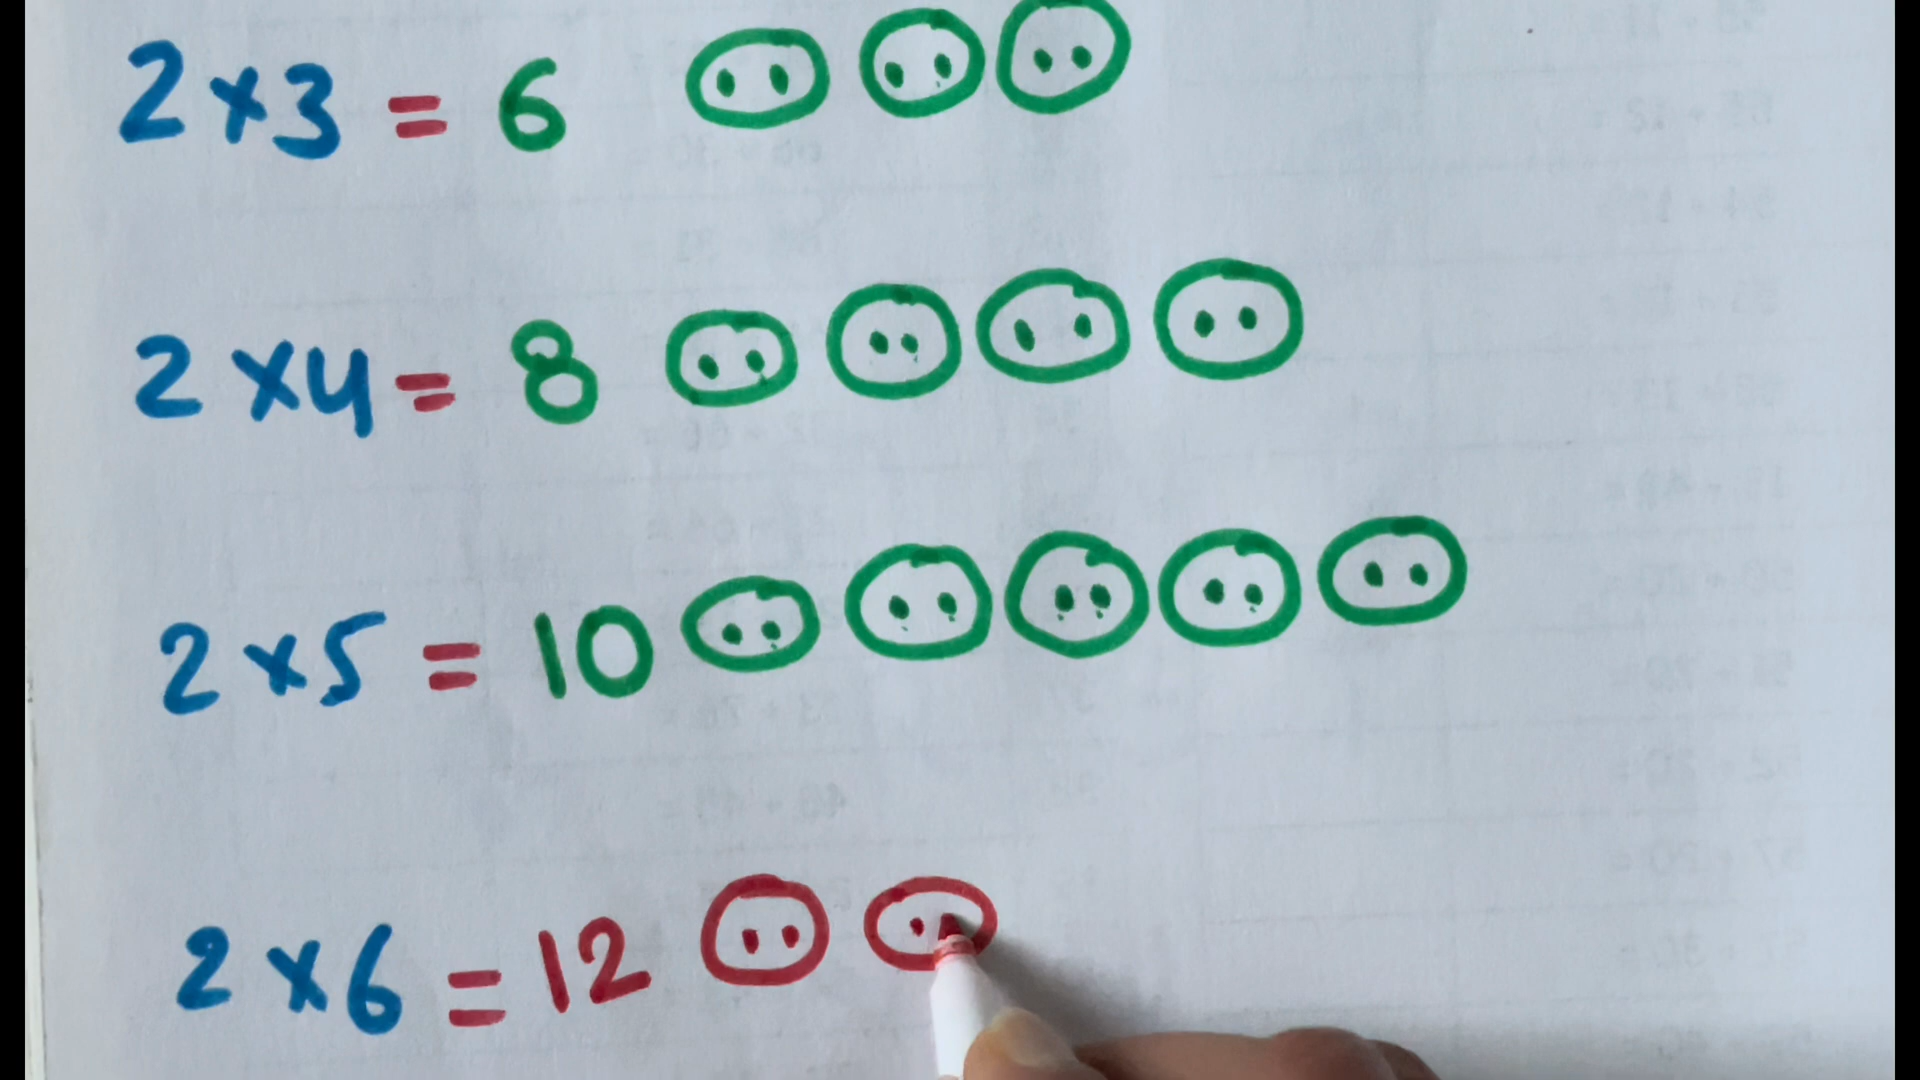 2 × 3 = 6
2 × 4 = 8
2 × 5 = 10
2 × 6 = 12